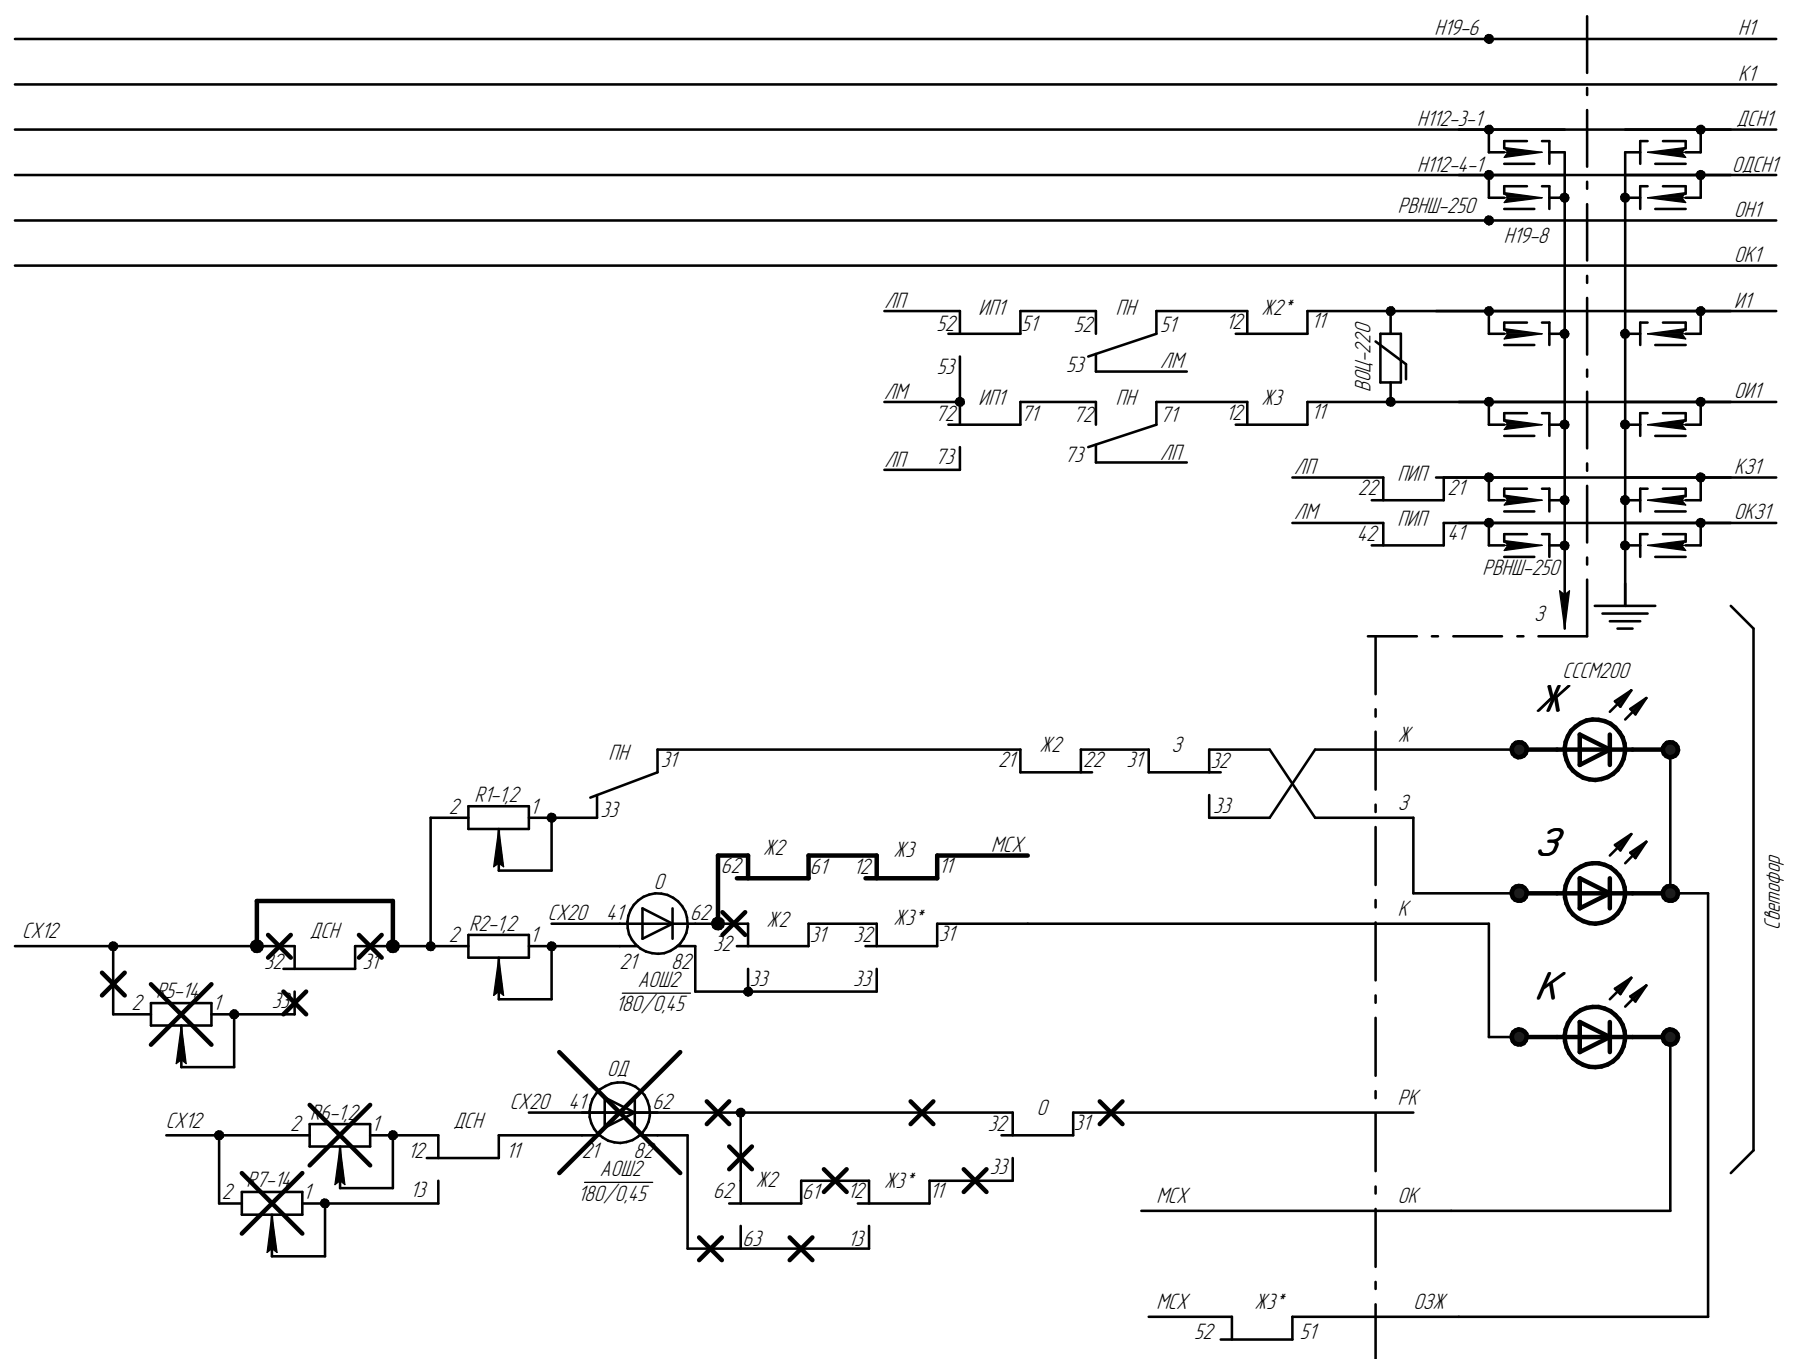 Н19-6 Н1
К1
Н112-3-1 ДСН1
Н112-4-1 ОДСН1
РВНШ-250 ОН1
Н19-8
ОК1
ЛП ИП1 ПН Ж2* И1
52 51 52 51 12 11
ВОЦ-220
53 53 ЛМ
ЛМ ИП1 ПН Ж3 ОИ1
72 71 72 71 12 11
ЛП 73 73 ЛП
ЛП ПИП К31
22 21
ЛМ ПИП ОК31
42 41
РВНШ-250
З
СССМ200
Ж
ПН 31 Ж2 З Ж
21 22 31 32
R1-1,2
2 1 33 33 З
З
Ж2 Ж3 МСХ
62 61 12 11
О
СХ20 41 62 Ж2 Ж3* К
СХ12 ДСН R2-1,2
32 31 2 1 32 31 32 31
21 82
АОШ2
180/0,45
33 33
R5-14
2 1 33
К
Светофор
ОД
СХ20 41 62 О РК
СХ12 R6-1,2 ДСН 32 31
2 1 12 11 21 82
АОШ2
180/0,45
R7-14
2 1 13
Ж2 Ж3* 33
62 61 12 11
МСХ ОК
63 13
МСХ Ж3* ОЗЖ
52 51